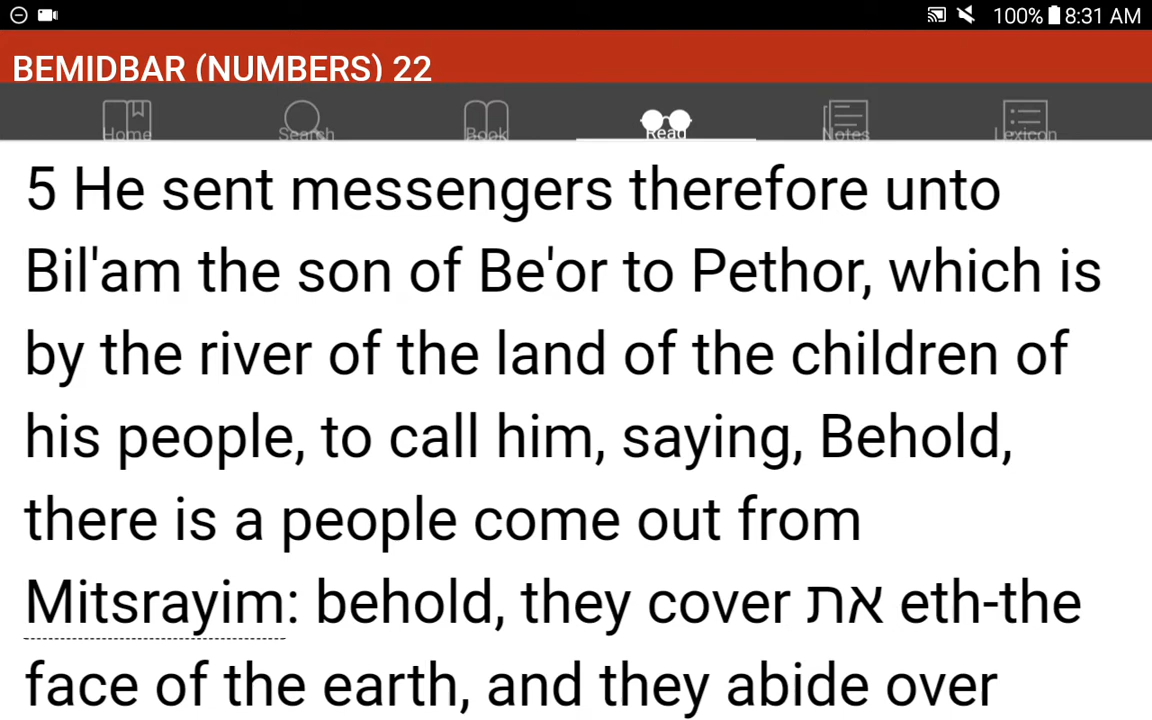 100% 8:31 AM
BEMIDBAR (NUMBERS) 22
Home Search Book Read Notes Lexicon
5 He sent messengers therefore unto
Bil'am the son of Be'or to Pethor, which is
by the river of the land of the children of
his people, to call him, saying, Behold,
there is a people come out from
Mitsrayim: behold, they cover את eth-the
face of the earth, and they abide over